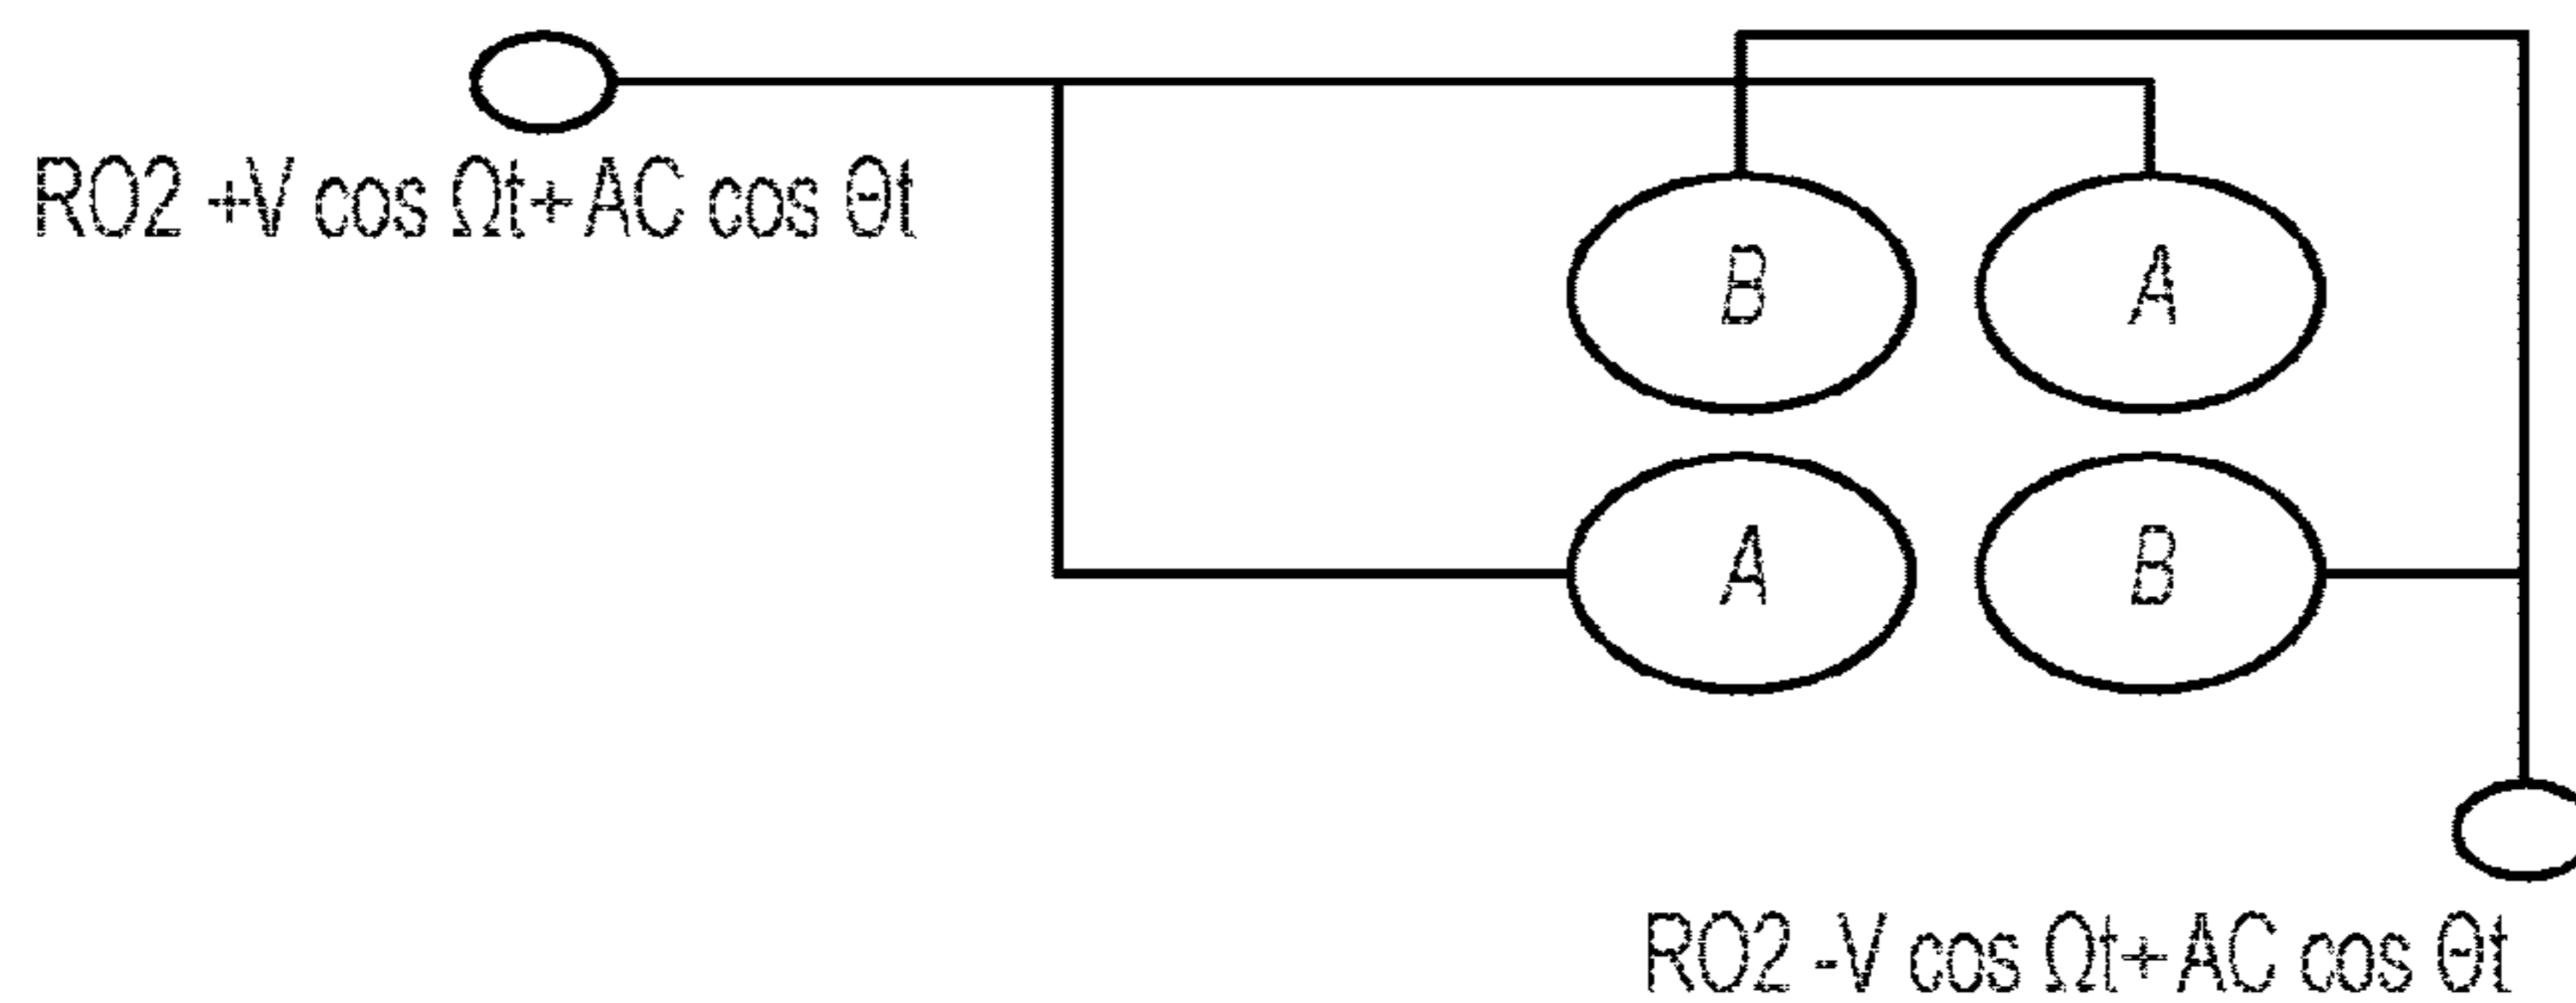 RO2 +V cos Ωt+AC cos Θt
B A
A B
RO2 -V cos Ωt+AC cos Θt